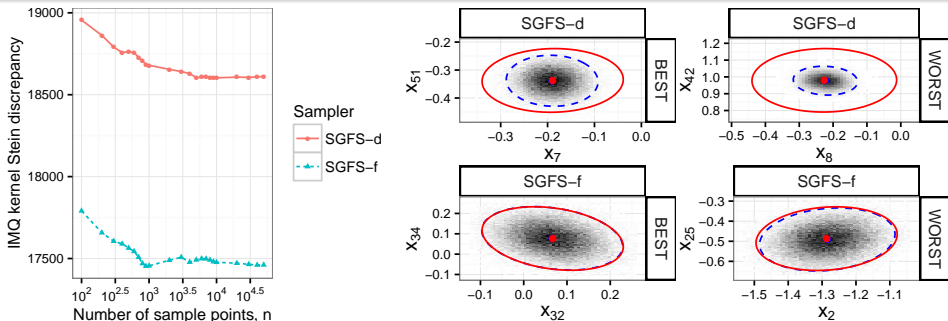 IMQ kernel Stein discrepancy
19000
18500
18000
17500
10^2 10^2.5 10^3 10^3.5 10^4 10^4.5
Number of sample points, n
Sampler
SGFS−d
SGFS−f
SGFS−d
BEST
x51
−0.2
−0.3
−0.4
−0.3 −0.2 −0.1 0.0
x7
SGFS−d
WORST
x42
1.2
1.1
1.0
0.9
0.8
−0.5 −0.4 −0.3 −0.2 −0.1 0.0
x8
SGFS−f
BEST
x34
0.2
0.1
0.0
−0.1
−0.1 0.0 0.1 0.2
x32
SGFS−f
WORST
x25
−0.3
−0.4
−0.5
−0.6
−1.5 −1.4 −1.3 −1.2 −1.1
x2